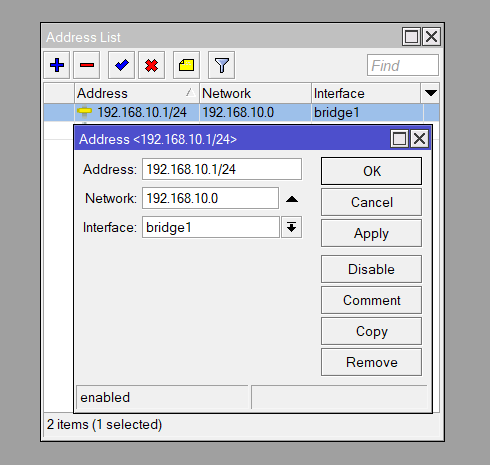 Address List
Find
Address Network Interface
192.168.10.1/24 192.168.10.0 bridge1
Address <192.168.10.1/24>
Address: 192.168.10.1/24 OK
Network: 192.168.10.0 Cancel
Interface: bridge1 Apply
Disable
Comment
Copy
Remove
enabled
2 items (1 selected)